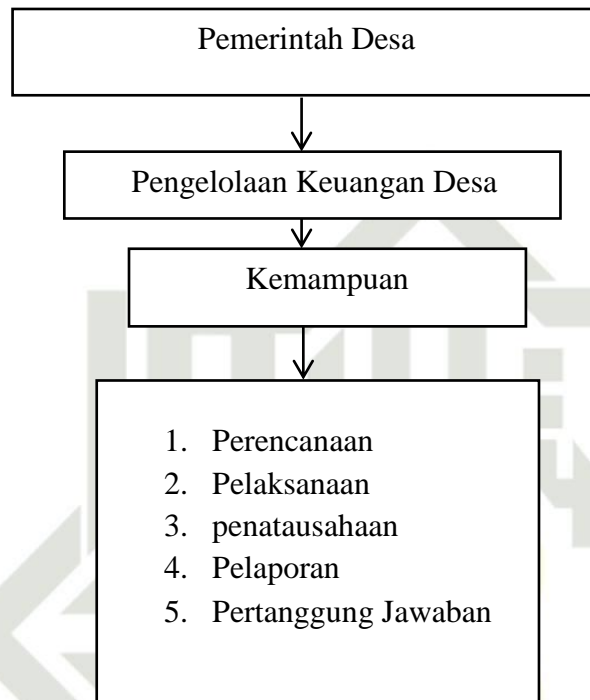 Pemerintah Desa
Pengelolaan Keuangan Desa
Kemampuan
1. Perencanaan
2. Pelaksanaan
3. penatausahaan
4. Pelaporan
5. Pertanggung Jawaban